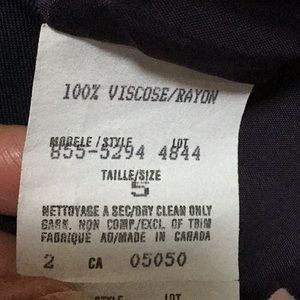 100% VISCOSE/RAYON
MODELE/STYLE LOT
855-5294 4844
TAILLE/SIZE
5
NETTOYAGE A SEC/DRY CLEAN ONLY
GARN. NON COMP./EXCL. OF TRIM
FABRIQUE AU/MADE IN CANADA
2 CA 05050